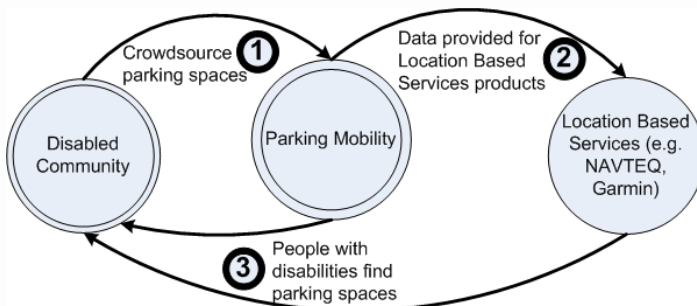 Crowdsource
parking spaces
1
Data provided for
Location Based
Services products
2
Disabled
Community
Parking Mobility
Location Based
Services (e.g.
NAVTEQ,
Garmin)
3
People with
disabilities find
parking spaces